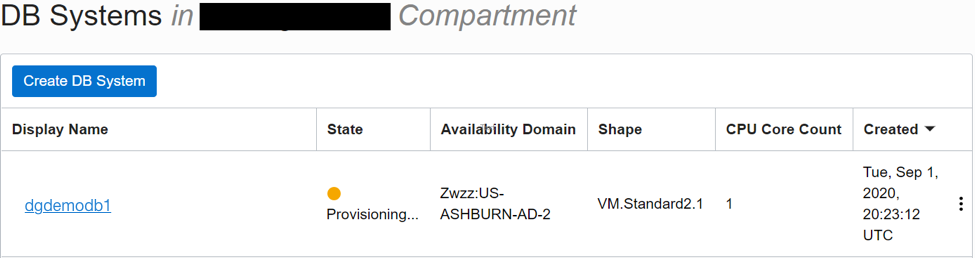 DB Systems in Compartment
Create DB System
Display Name State Availability Domain Shape CPU Core Count Created
dgdemodb1 Provisioning... Zwzz:US-
ASHBURN-AD-2 VM.Standard2.1 1 Tue, Sep 1,
2020,
20:23:12
UTC